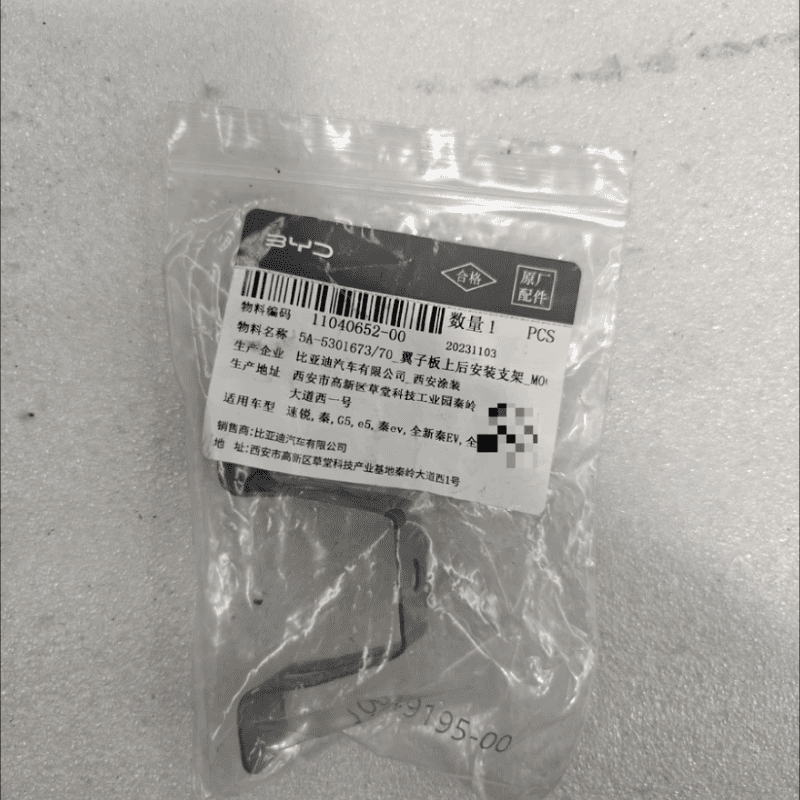 BYD
合格
原厂
配件
物料编码 11040652-00 数量 1 PCS
20231103
物料名称 5A-5301673/70_翼子板上后安装支架_MO
生产企业 比亚迪汽车有限公司_西安涂装
生产地址 西安市高新区草堂科技工业园秦岭
大道西一号
适用车型 速锐,秦,G5,e5,秦ev,全新秦EV,全
销售商:比亚迪汽车有限公司
地 址:西安市高新区草堂科技产业基地秦岭大道西1号
9195-00